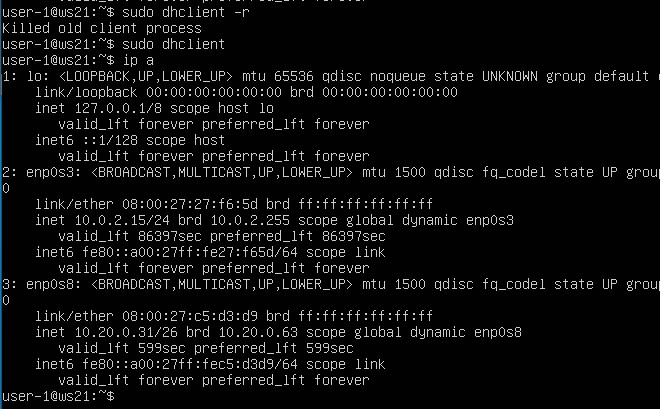 user-1@ws21:~$ sudo dhclient -r
Killed old client process
user-1@ws21:~$ sudo dhclient
user-1@ws21:~$ ip a
1: lo: <LOOPBACK,UP,LOWER_UP> mtu 65536 qdisc noqueue state UNKNOWN group default
    link/loopback 00:00:00:00:00:00 brd 00:00:00:00:00:00
    inet 127.0.0.1/8 scope host lo
       valid_lft forever preferred_lft forever
    inet6 ::1/128 scope host
       valid_lft forever preferred_lft forever
2: enp0s3: <BROADCAST,MULTICAST,UP,LOWER_UP> mtu 1500 qdisc fq_codel state UP grou
0
    link/ether 08:00:27:27:f6:5d brd ff:ff:ff:ff:ff:ff
    inet 10.0.2.15/24 brd 10.0.2.255 scope global dynamic enp0s3
       valid_lft 86397sec preferred_lft 86397sec
    inet6 fe80::a00:27ff:fe27:f65d/64 scope link
       valid_lft forever preferred_lft forever
3: enp0s8: <BROADCAST,MULTICAST,UP,LOWER_UP> mtu 1500 qdisc fq_codel state UP grou
0
    link/ether 08:00:27:c5:d3:d9 brd ff:ff:ff:ff:ff:ff
    inet 10.20.0.31/26 brd 10.20.0.63 scope global dynamic enp0s8
       valid_lft 599sec preferred_lft 599sec
    inet6 fe80::a00:27ff:fec5:d3d9/64 scope link
       valid_lft forever preferred_lft forever
user-1@ws21:~$